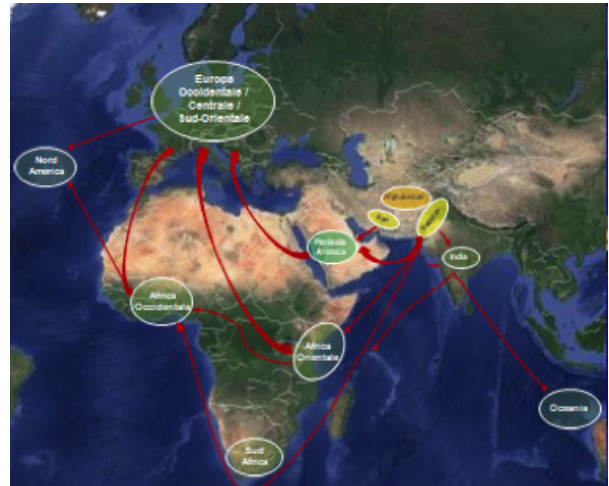 Europa
Occidentale /
Centrale /
Sud-Orientale
Nord
America
Afghanistan
Iran
Pakistan
Penisola
Arabica
India
Africa
Occidentale
Africa
Orientale
Oceania
Sud
Africa